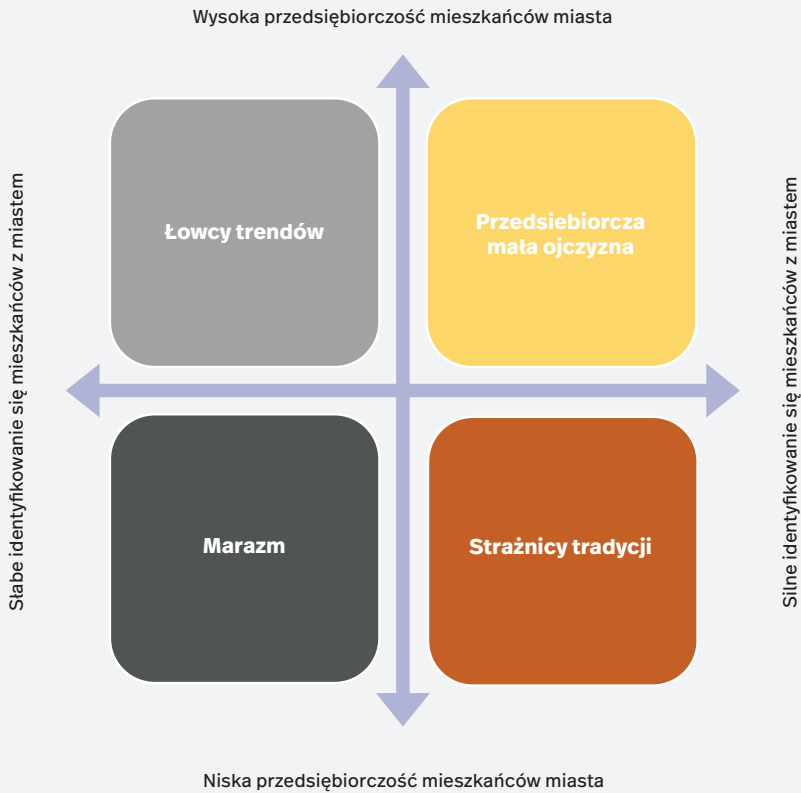 Wysoka przedsiębiorczość mieszkańców miasta
Słabe identyfikowanie się mieszkańców z miastem
Łowcy trendów
Przedsiebiorcza
mała ojczyzna
Silne identyfikowanie się mieszkańców z miastem
Marazm
Strażnicy tradycji
Niska przedsiębiorczość mieszkańców miasta